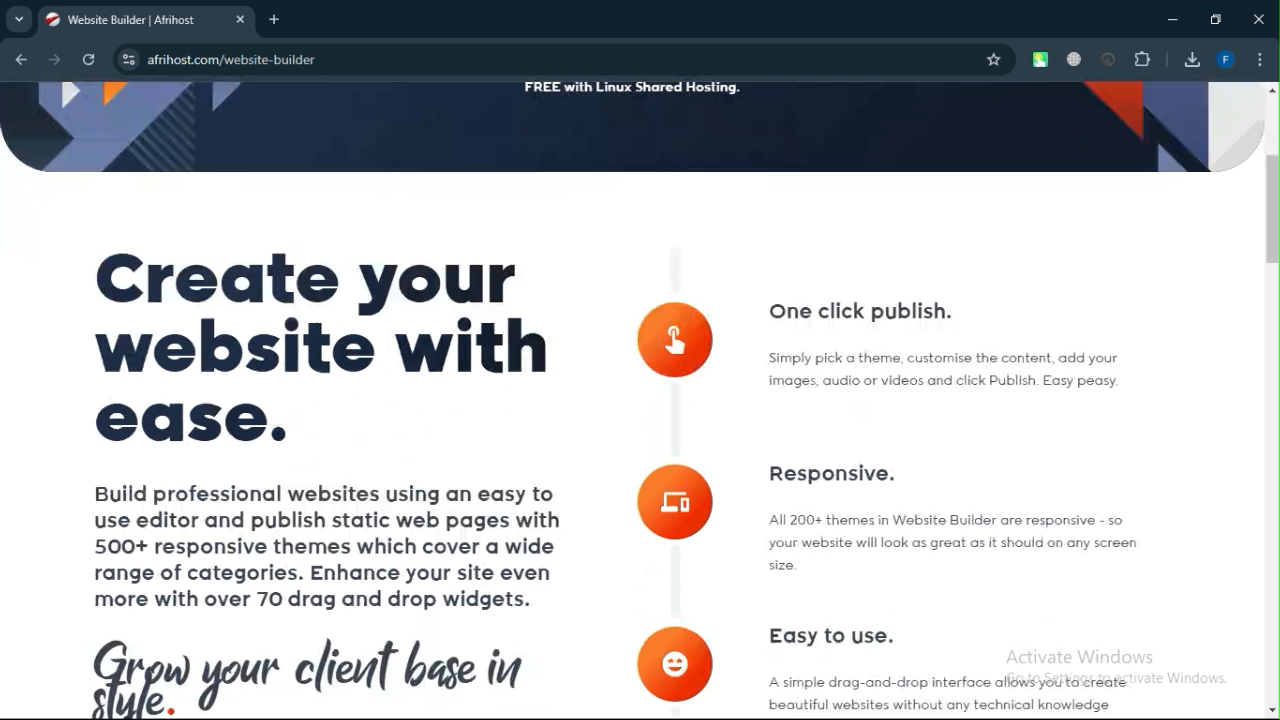 Website Builder | Afrihost
afrihost.com/website-builder
F
FREE with Linux Shared Hosting.
Create your
website with
ease.
Build professional websites using an easy to
use editor and publish static web pages with
500+ responsive themes which cover a wide
range of categories. Enhance your site even
more with over 70 drag and drop widgets.
Grow your client base in
style.
One click publish.
Simply pick a theme, customise the content, add your
images, audio or videos and click Publish. Easy peasy.
Responsive.
All 200+ themes in Website Builder are responsive - so
your website will look as great as it should on any screen
size.
Easy to use.
A simple drag-and-drop interface allows you to create
beautiful websites without any technical knowledge
Activate Windows
Go to Settings to activate Windows.